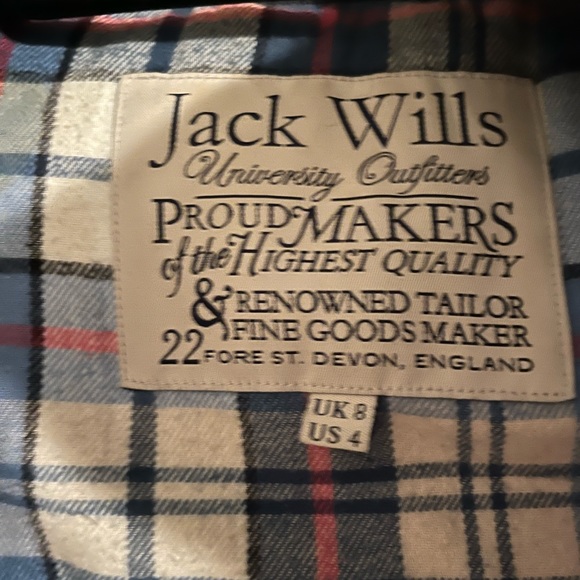 Jack Wills
University Outfitters
PROUD MAKERS
of the HIGHEST QUALITY
& RENOWNED TAILOR
FINE GOODS MAKER
22 FORE ST. DEVON, ENGLAND
UK 8
US 4